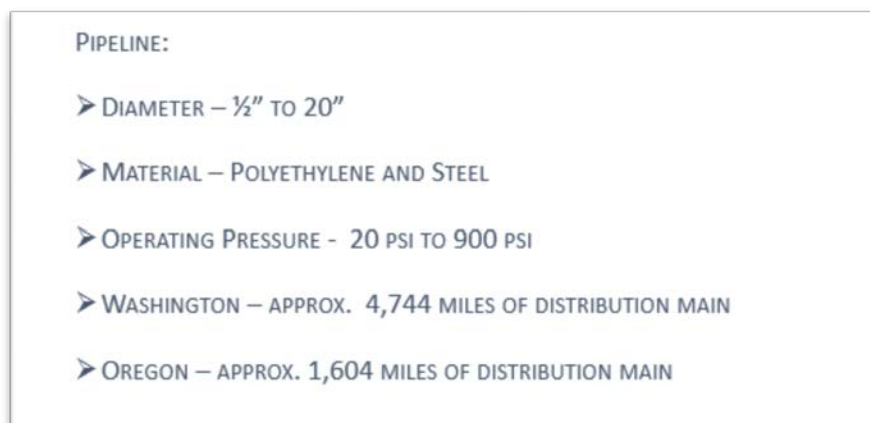 PIPELINE:
➢ DIAMETER – ½” TO 20”
➢ MATERIAL – POLYETHYLENE AND STEEL
➢ OPERATING PRESSURE - 20 PSI TO 900 PSI
➢ WASHINGTON – APPROX. 4,744 MILES OF DISTRIBUTION MAIN
➢ OREGON – APPROX. 1,604 MILES OF DISTRIBUTION MAIN